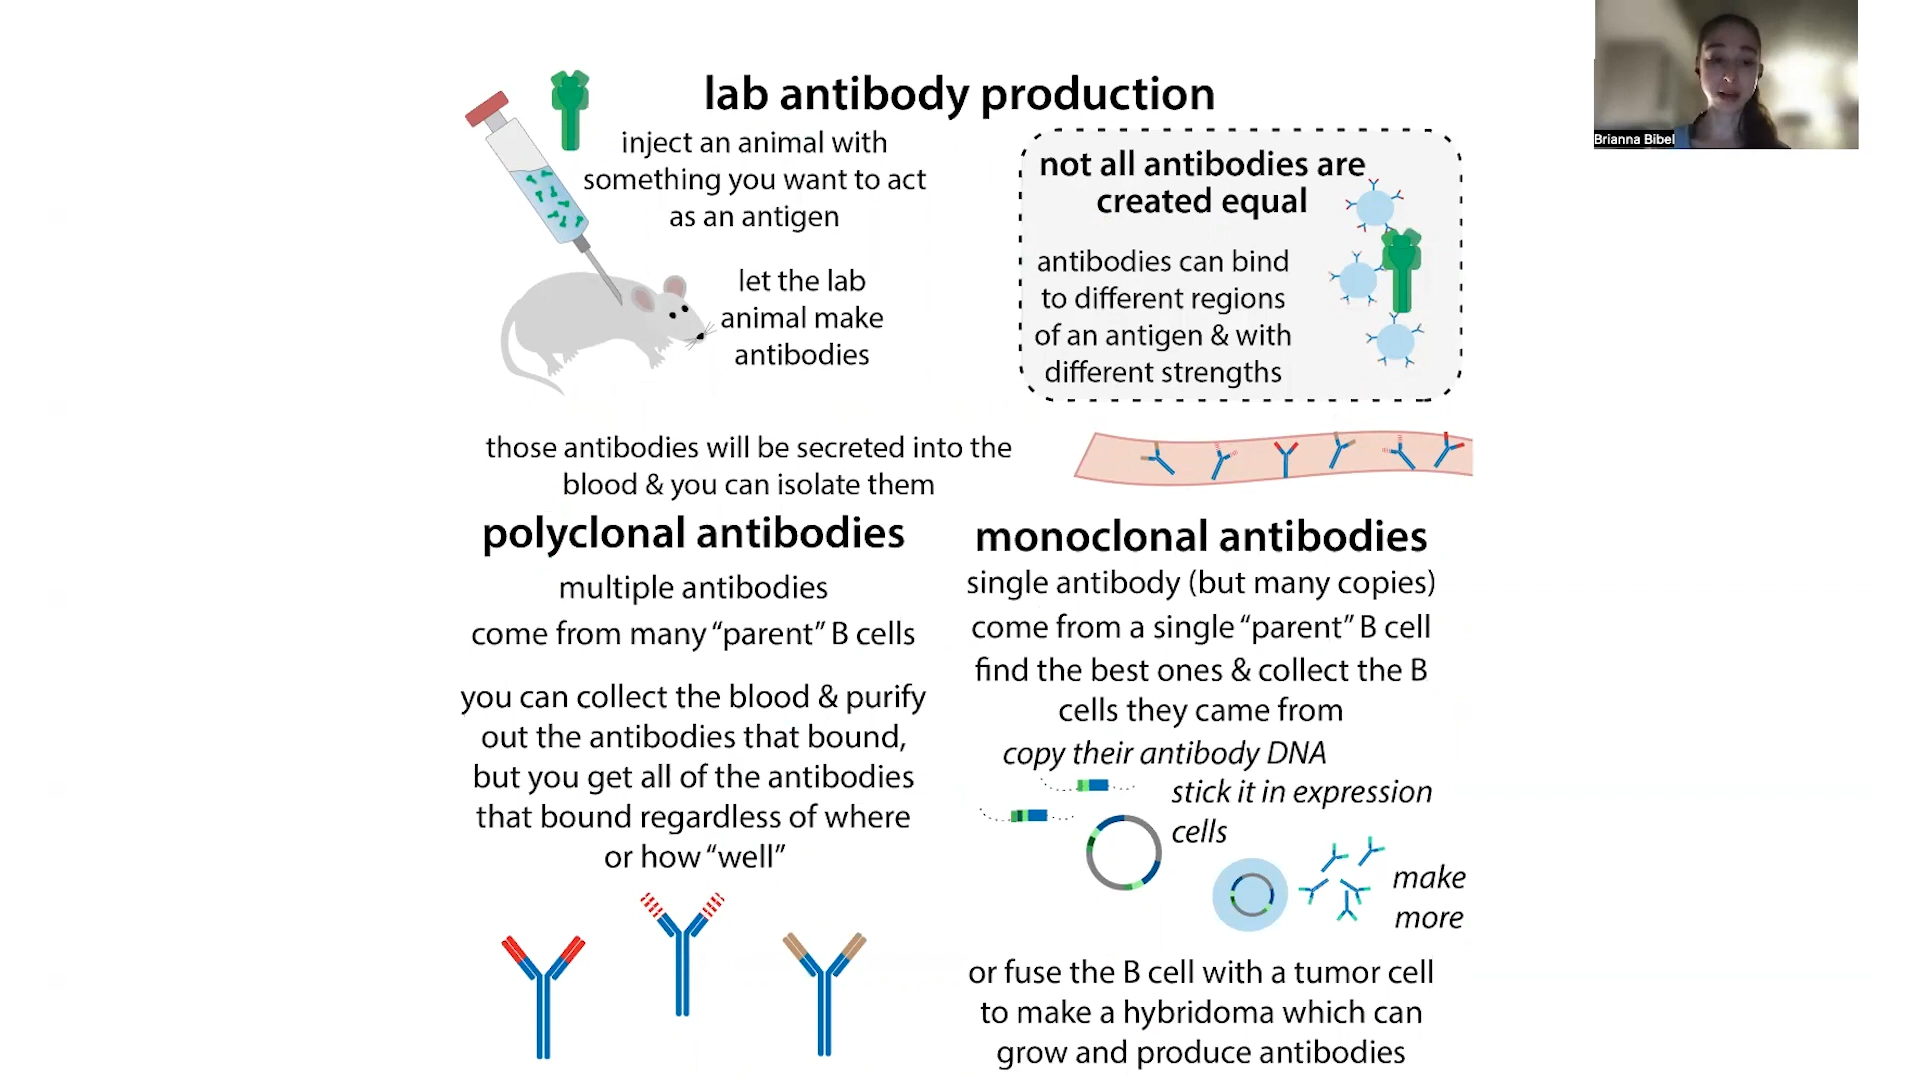 lab antibody production
inject an animal with
something you want to act
as an antigen
let the lab
animal make
antibodies
not all antibodies are
created equal
antibodies can bind
to different regions
of an antigen & with
different strengths
those antibodies will be secreted into the
blood & you can isolate them
polyclonal antibodies
multiple antibodies
come from many “parent” B cells
you can collect the blood & purify
out the antibodies that bound,
but you get all of the antibodies
that bound regardless of where
or how “well”
monoclonal antibodies
single antibody (but many copies)
come from a single “parent” B cell
find the best ones & collect the B
cells they came from
copy their antibody DNA
stick it in expression
cells
make
more
or fuse the B cell with a tumor cell
to make a hybridoma which can
grow and produce antibodies
Brianna Bibel